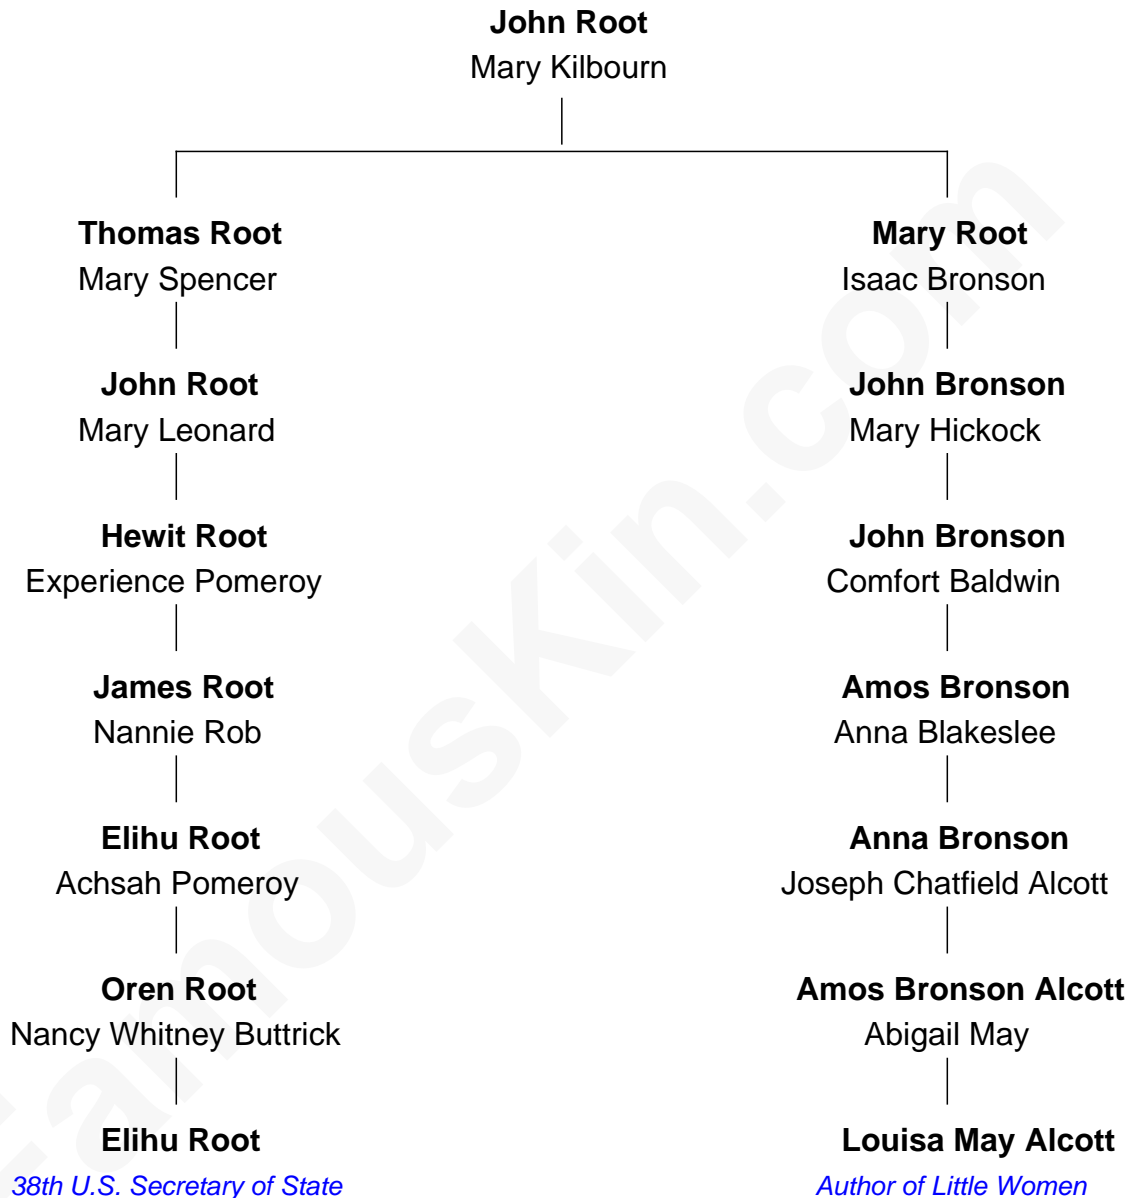 John Root
Mary Kilbourn
Thomas Root
Mary Root
Mary Spencer
Isaac Bronson
John Root
John Bronson
Mary Leonard
Mary Hickock
Hewit Root
John Bronson
Experience Pomeroy
Comfort Baldwin
James Root
Amos Bronson
Nannie Rob
Anna Blakeslee
Elihu Root
Anna Bronson
Achsah Pomeroy
Joseph Chatfield Alcott
Oren Root
Amos Bronson Alcott
Nancy Whitney Buttrick
Abigail May
Elihu Root
Louisa May Alcott
38th U.S. Secretary of State
Author of Little Women
FamousKin.com